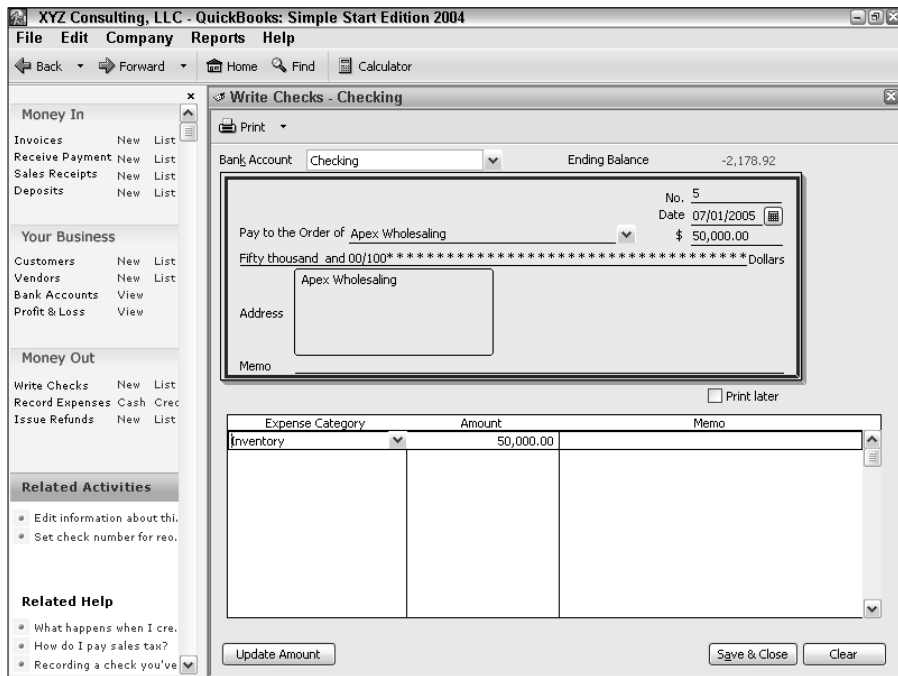 XYZ Consulting, LLC - QuickBooks: Simple Start Edition 2004
File Edit Company Reports Help
Back Forward Home Find Calculator
Money In
Invoices New List
Receive Payment New List
Sales Receipts New List
Deposits New List
Your Business
Customers New List
Vendors New List
Bank Accounts View
Profit & Loss View
Money Out
Write Checks New List
Record Expenses Cash Crec
Issue Refunds New List
Related Activities
Edit information about thi.
Set check number for reo.
Related Help
What happens when I cre.
How do I pay sales tax?
Recording a check you've
Write Checks - Checking
Print
Bank Account Checking Ending Balance -2,178.92
No. 5
Date 07/01/2005
Pay to the Order of Apex Wholesaling $ 50,000.00
Fifty thousand and 00/100* * * * * * * * * * * * * * * * * * * * * * * * * * * * * * * * * * * Dollars
Apex Wholesaling
Address
Memo
Print later
Expense Category Amount Memo
Inventory 50,000.00
Update Amount Save & Close Clear